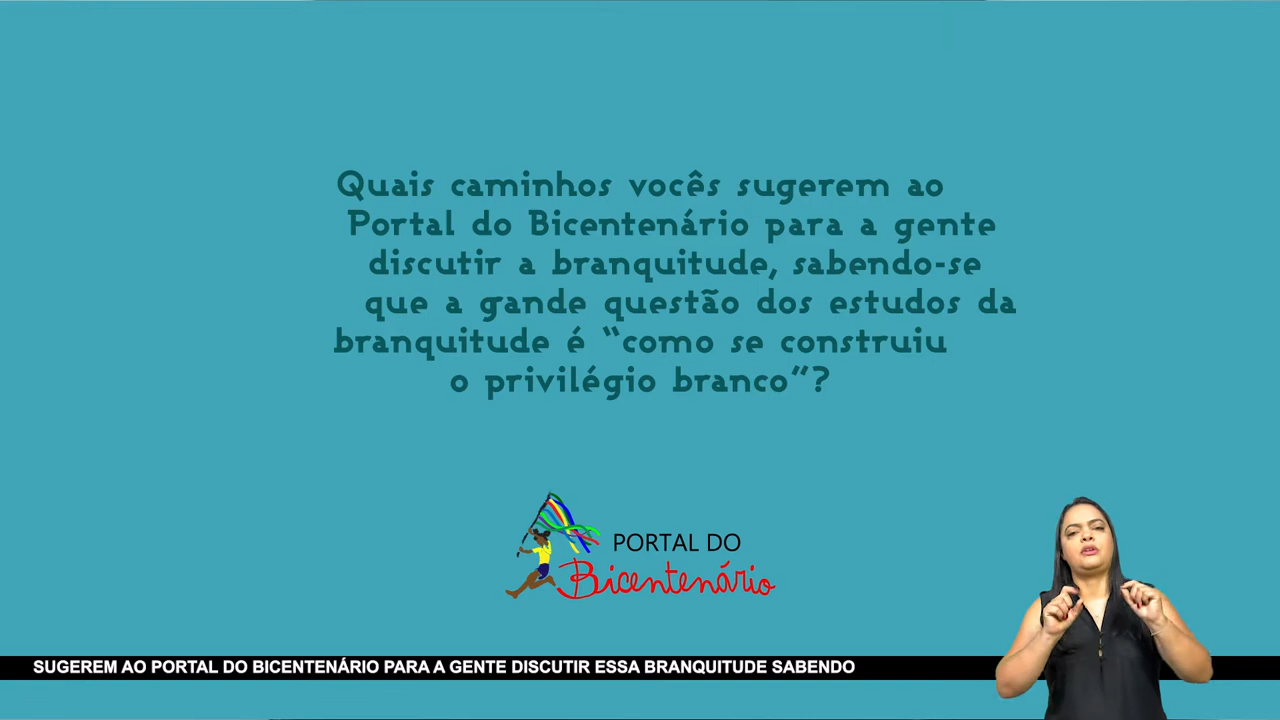 Quais caminhos vocês sugerem ao
Portal do Bicentenário para a gente
discutir a branquitude, sabendo-se
que a gande questão dos estudos da
branquitude é “como se construiu
o privilégio branco”?
PORTAL DO
Bicentenário
SUGEREM AO PORTAL DO BICENTENÁRIO PARA A GENTE DISCUTIR ESSA BRANQUITUDE SABENDO